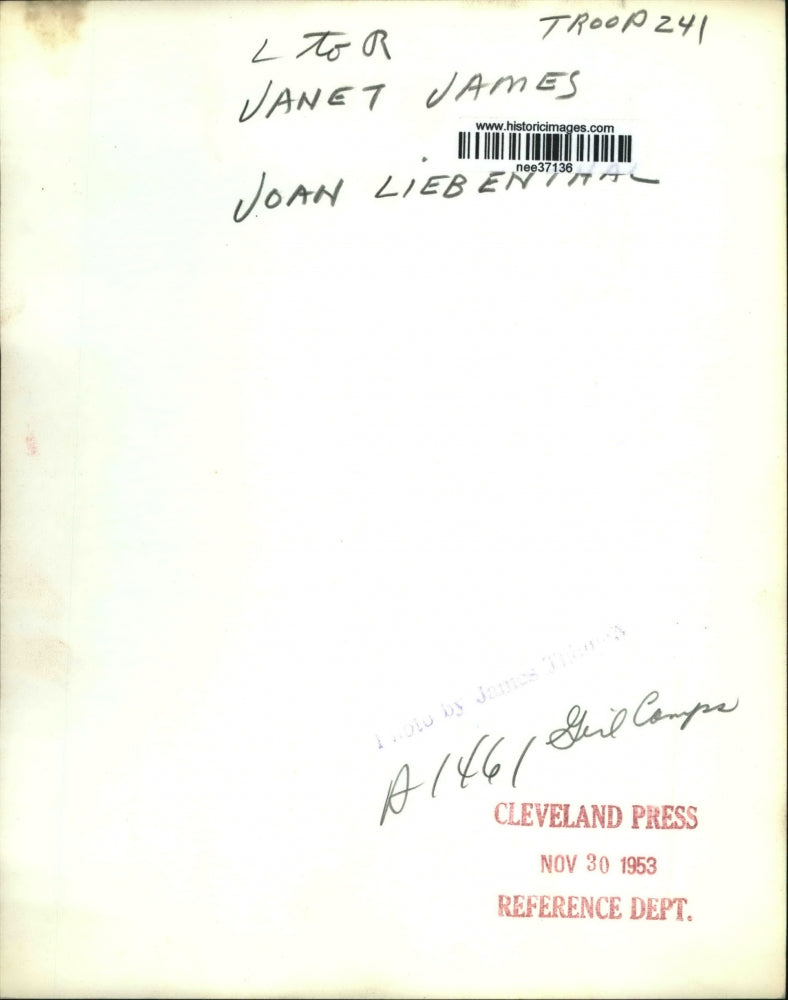 TROOP 241
L to R
JANET JAMES
www.historicimages.com
nee37136
JOAN LIEBENTHAL
Photo by James Thomas
A1461 Girl Camps
CLEVELAND PRESS
NOV 30 1953
REFERENCE DEPT.